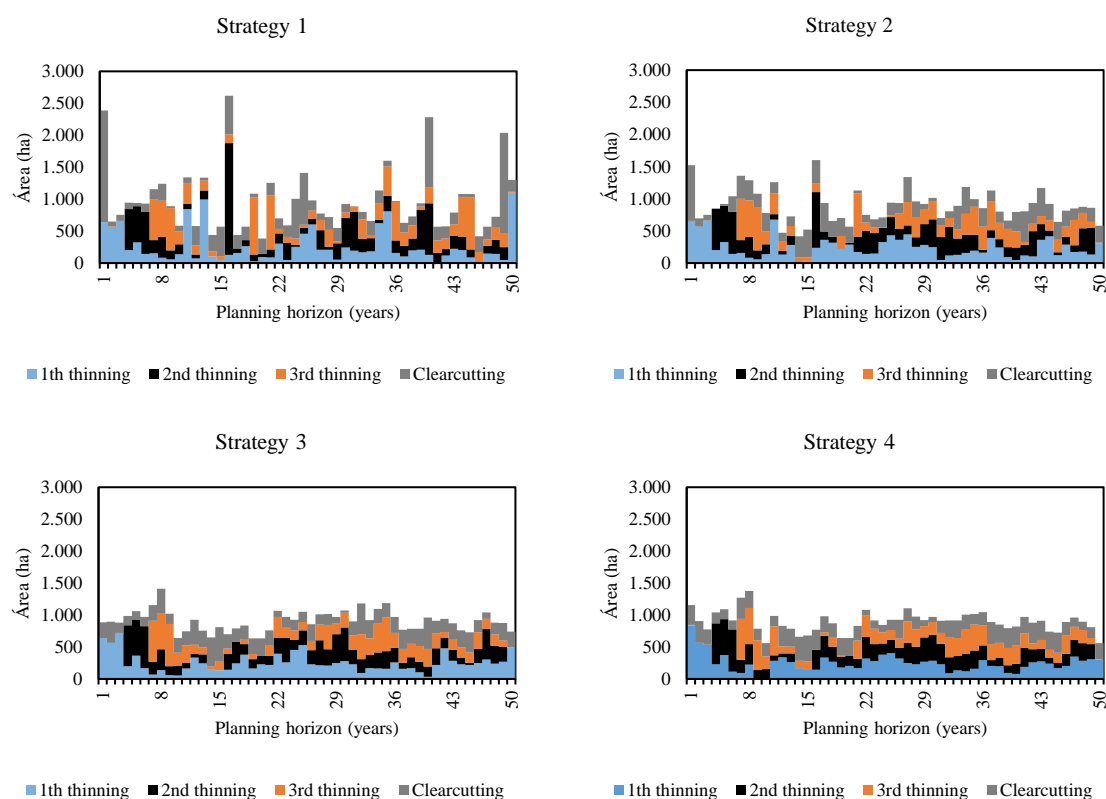 Strategy 1
3.000
2.500
2.000
1.500
1.000
500
0
Área (ha)
1 8 15 22 29 36 43 50
Planning horizon (years)
1th thinning 2nd thinning 3rd thinning Clearcutting
Strategy 2
3.000
2.500
2.000
1.500
1.000
500
0
Área (ha)
1 8 15 22 29 36 43 50
Planning horizon (years)
1th thinning 2nd thinning 3rd thinning Clearcutting
Strategy 3
3.000
2.500
2.000
1.500
1.000
500
0
Área (ha)
1 8 15 22 29 36 43 50
Planning horizon (years)
1th thinning 2nd thinning 3rd thinning Clearcutting
Strategy 4
3.000
2.500
2.000
1.500
1.000
500
0
Área (ha)
1 8 15 22 29 36 43 50
Planning horizon (years)
1th thinning 2nd thinning 3rd thinning Clearcutting